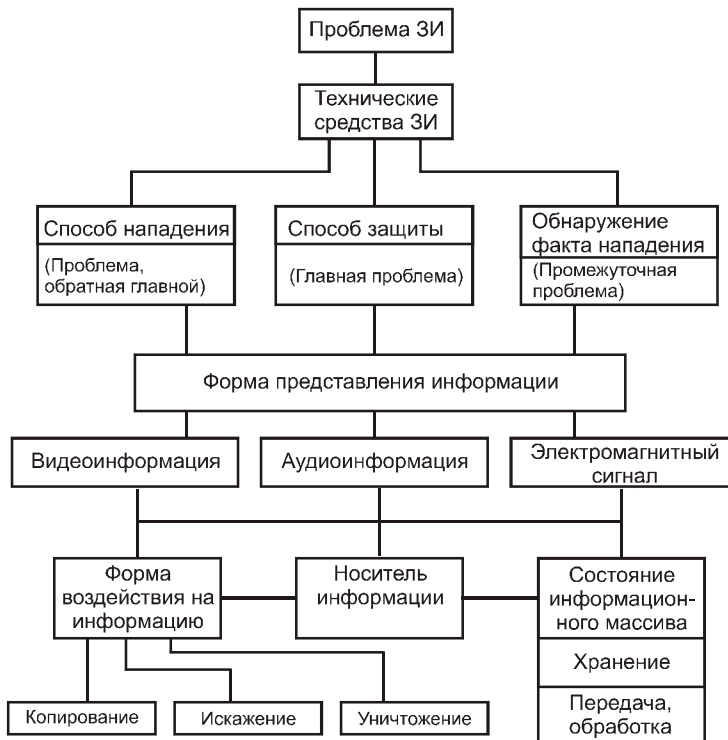 Проблема ЗИ
Технические
средства ЗИ
Способ нападения
(Проблема,
обратная главной)
Способ защиты
(Главная проблема)
Обнаружение
факта нападения
(Промежуточная
проблема)
Форма представления информации
Видеоинформация
Аудиоинформация
Электромагнитный
сигнал
Форма
воздействия на
информацию
Носитель
информации
Состояние
информацион-
ного массива
Хранение
Передача,
обработка
Копирование
Искажение
Уничтожение